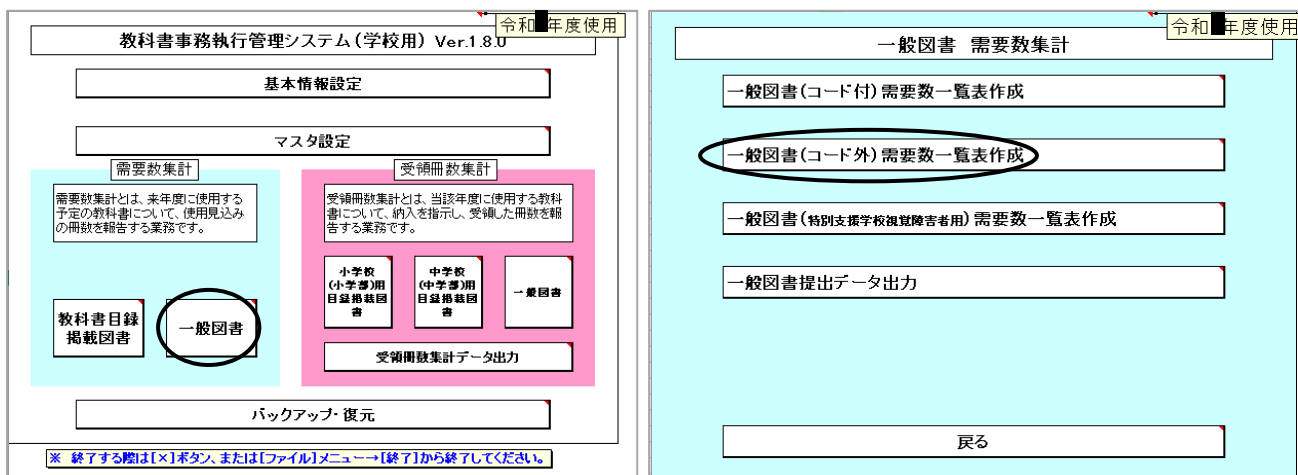 令和 年度使用
教科書事務執行管理システム(学校用) Ver.1.8.0
基本情報設定
マスタ設定
需要数集計
需要数集計とは、来年度に使用する
予定の教科書について、使用見込み
の冊数を報告する業務です。
教科書目録
掲載図書
一般図書
受領冊数集計
受領冊数集計とは、当該年度に使用する教科
書について、納入を指示し、受領した冊数を報
告する業務です。
小学校
(小学部)用
目録掲載図
書
中学校
(中学部)用
目録掲載図
書
一般図書
受領冊数集計データ出力
バックアップ・復元
※ 終了する際は[×]ボタン、または[ファイル]メニュー→[終了]から終了してください。
令和 年度使用
一般図書 需要数集計
一般図書(コード付)需要数一覧表作成
一般図書(コード外)需要数一覧表作成
一般図書(特別支援学校視覚障害者用)需要数一覧表作成
一般図書提出データ出力
戻る